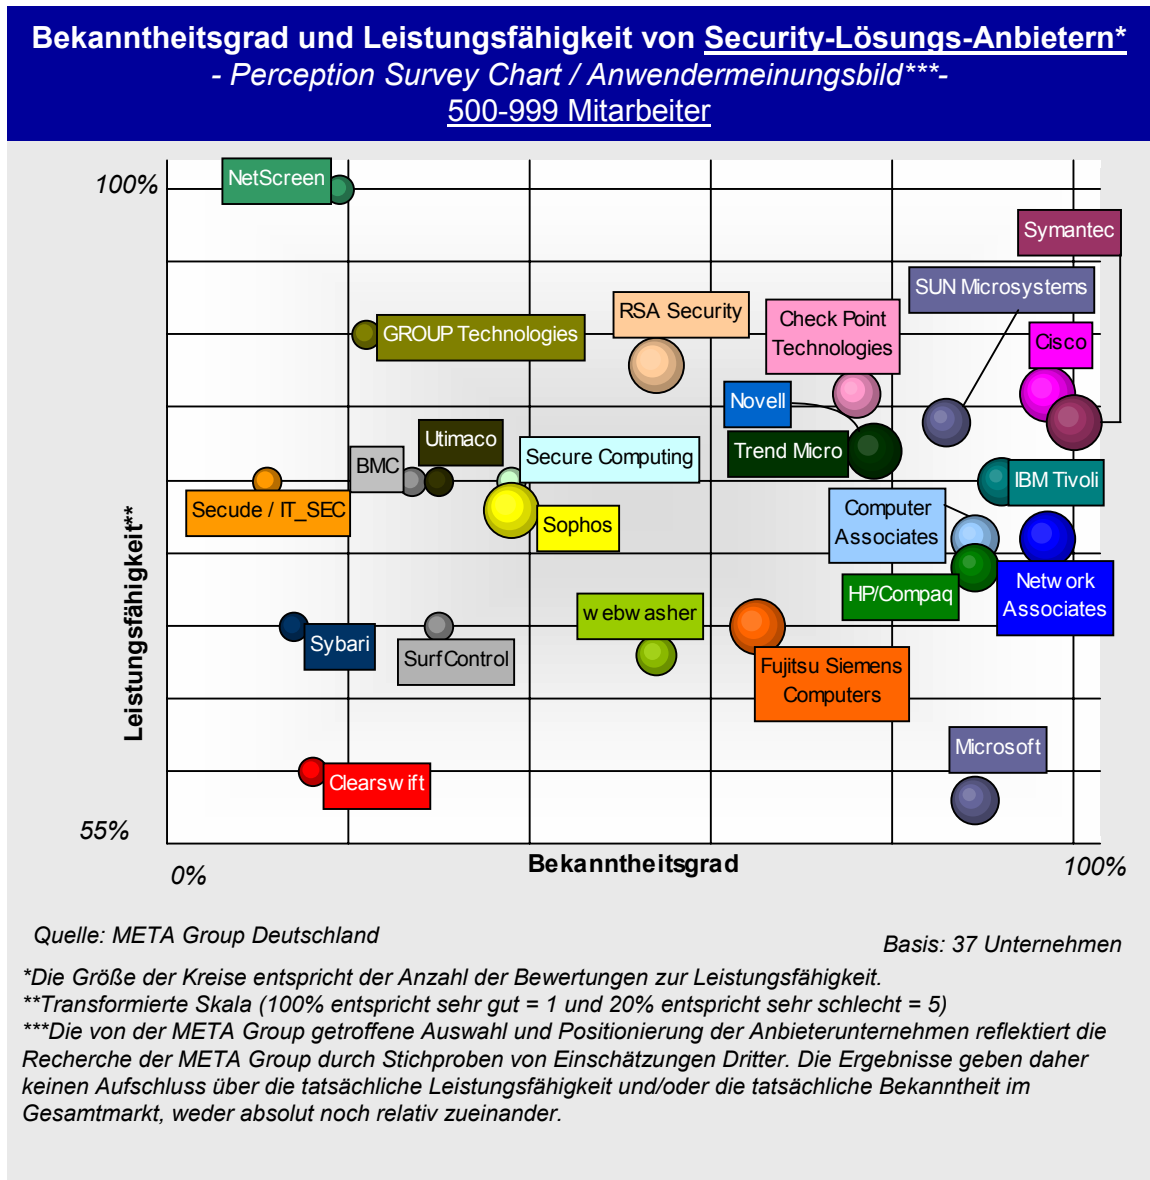 Bekanntheitsgrad und Leistungsfähigkeit von Security-Lösungs-Anbietern*
- Perception Survey Chart / Anwendermeinungsbild***-
500-999 Mitarbeiter
100%
NetScreen
Symantec
SUN Microsystems
RSA Security
Check Point
Technologies
Cisco
GROUP Technologies
Novell
Utimaco
Trend Micro
BMC
Secure Computing
IBM Tivoli
Secude / IT_SEC
Sophos
Computer
Associates
HP/Compaq
Network
Associates
webwasher
Sybari
SurfControl
Fujitsu Siemens
Computers
Microsoft
Clearswift
Leistungsfähigkeit**
55%
0%
Bekanntheitsgrad
100%
Quelle: META Group Deutschland
Basis: 37 Unternehmen
*Die Größe der Kreise entspricht der Anzahl der Bewertungen zur Leistungsfähigkeit.
**Transformierte Skala (100% entspricht sehr gut = 1 und 20% entspricht sehr schlecht = 5)
***Die von der META Group getroffene Auswahl und Positionierung der Anbieterunternehmen reflektiert die
Recherche der META Group durch Stichproben von Einschätzungen Dritter. Die Ergebnisse geben daher
keinen Aufschluss über die tatsächliche Leistungsfähigkeit und/oder die tatsächliche Bekanntheit im
Gesamtmarkt, weder absolut noch relativ zueinander.